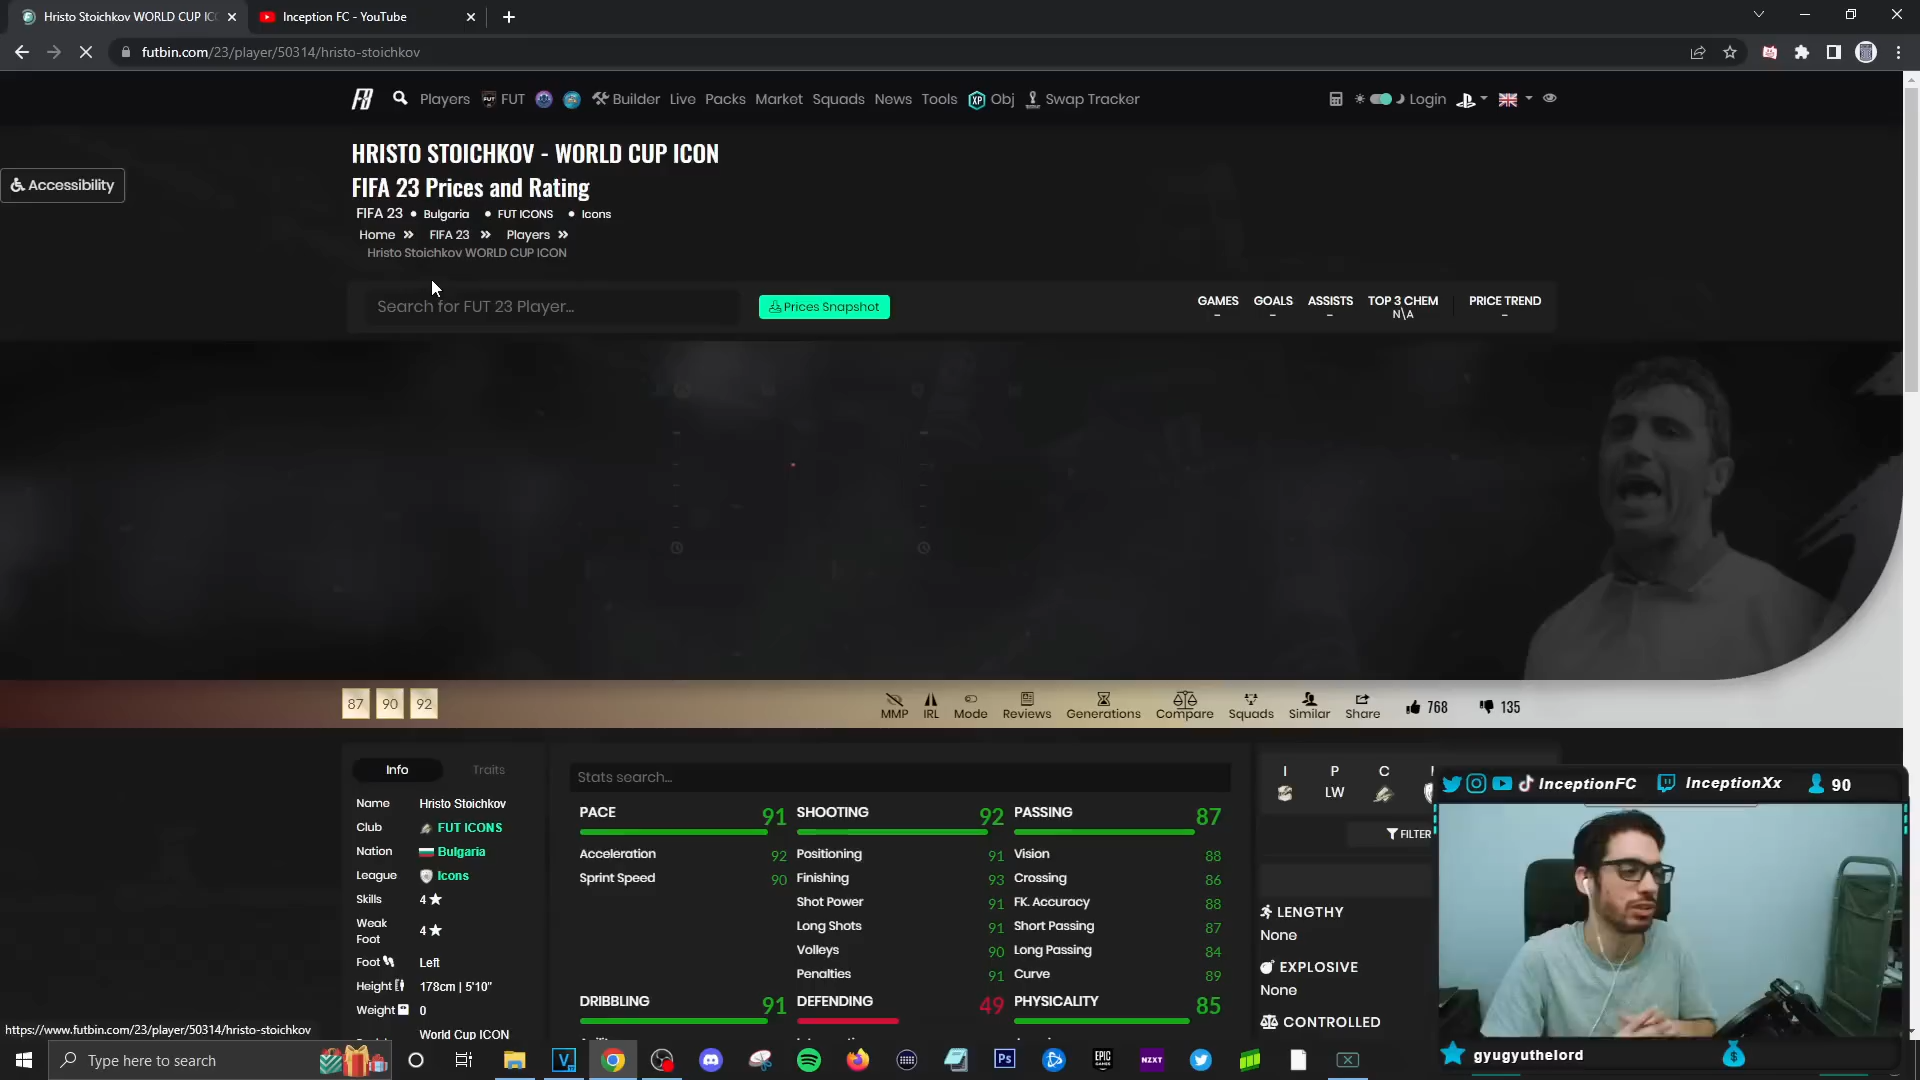 Hristo Stoichkov WORLD CUP IC
Inception FC - YouTube
futbin.com/23/player/50314/hristo-stoichkov
Players FUT Builder Live Packs Market Squads News Tools XP Obj Swap Tracker Login
HRISTO STOICHKOV - WORLD CUP ICON
FIFA 23 Prices and Rating
FIFA 23 • Bulgaria • FUT ICONS • Icons
Home » FIFA 23 » Players »
Hristo Stoichkov WORLD CUP ICON
Accessibility
Search for FUT 23 Player...
Prices Snapshot
GAMES GOALS ASSISTS TOP 3 CHEM PRICE TREND
- - - N\A -
87 90 92
MMP IRL Mode Reviews Generations Compare Squads Similar Share 768 135
Info Traits
Name Hristo Stoichkov
Club FUT ICONS
Nation Bulgaria
League Icons
Skills 4★
Weak Foot 4★
Foot Left
Height 178cm | 5'10"
Weight 0
World Cup ICON
Stats search...
PACE 91
Acceleration 92
Sprint Speed 90
SHOOTING 92
Positioning 91
Finishing 93
Shot Power 91
Long Shots 91
Volleys 90
Penalties 91
PASSING 87
Vision 88
Crossing 86
FK. Accuracy 88
Short Passing 87
Long Passing 84
Curve 89
DRIBBLING 91
DEFENDING 49
PHYSICALITY 85
I P C
LW
FILTER
LENGTHY
None
EXPLOSIVE
None
CONTROLLED
InceptionFC InceptionXx 90
gyugyuthelord
https://www.futbin.com/23/player/50314/hristo-stoichkov
Type here to search
Ps
EPIC GAMES
NZXT